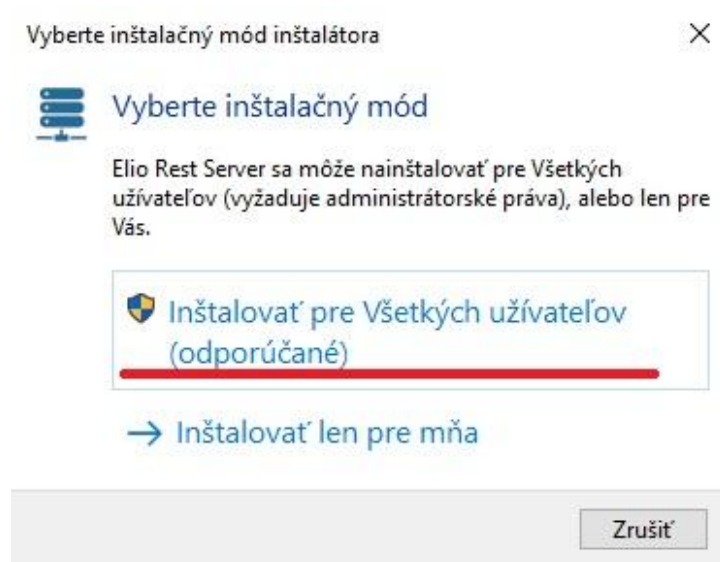 Vyberte inštalačný mód inštalátora
Vyberte inštalačný mód
Elio Rest Server sa môže nainštalovať pre Všetkých
užívateľov (vyžaduje administrátorské práva), alebo len pre
Vás.
Inštalovať pre Všetkých užívateľov
(odporúčané)
Inštalovať len pre mňa
Zrušiť